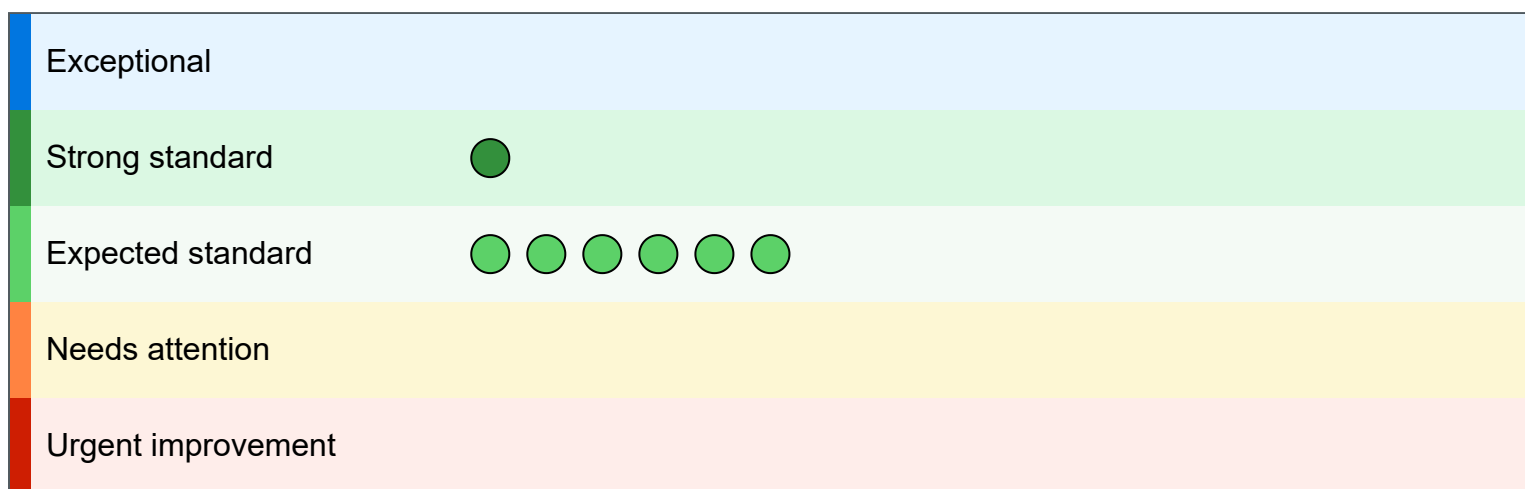 Exceptional
Strong standard
Expected standard
Needs attention
Urgent improvement